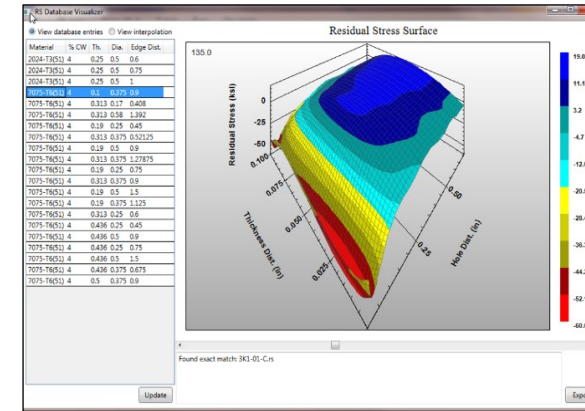 RS Database Visualizer
View database entries View interpolation
Material % CW Th. Dia. Edge Dist.
2024-T3(51) 4 0.25 0.5 0.6
2024-T3(51) 4 0.25 0.5 0.75
2024-T3(51) 4 0.25 0.5 1
7075-T6(51) 4 0.1 0.375 0.9
7075-T6(51) 4 0.313 0.17 0.408
7075-T6(51) 4 0.313 0.58 1.392
7075-T6(51) 4 0.19 0.25 0.45
7075-T6(51) 4 0.313 0.375 0.52125
7075-T6(51) 4 0.19 0.5 0.9
7075-T6(51) 4 0.313 0.375 1.27875
7075-T6(51) 4 0.19 0.25 0.75
7075-T6(51) 4 0.313 0.375 0.9
7075-T6(51) 4 0.19 0.5 1.5
7075-T6(51) 4 0.19 0.375 1.125
7075-T6(51) 4 0.313 0.25 0.6
7075-T6(51) 4 0.436 0.25 0.45
7075-T6(51) 4 0.436 0.5 0.9
7075-T6(51) 4 0.436 0.25 0.75
7075-T6(51) 4 0.436 0.5 1.5
7075-T6(51) 4 0.436 0.375 0.675
7075-T6(51) 4 0.5 0.375 0.9
Update
Residual Stress Surface
135.0
Residual Stress (ksi)
0
-25
-50
0.100
0.075
0.050
0.025
Thickness Dist. (in)
0.50
0.25
Hole Dist. (in)
19.0
11.1
3.2
-4.7
-12.
-20.
-28.
-36.
-44.
-52.
-60.
Found exact match: 3K1-01-C.rs